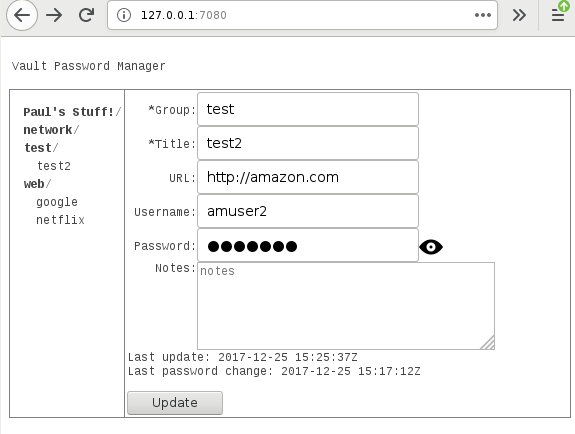 127.0.0.1:7080
Vault Password Manager
Paul's Stuff!/
network/
test/
test2
web/
google
netflix
*Group: test
*Title: test2
URL: http://amazon.com
Username: amuser2
Password: ●●●●●●●
Notes: notes
Last update: 2017-12-25 15:25:37Z
Last password change: 2017-12-25 15:17:12Z
Update